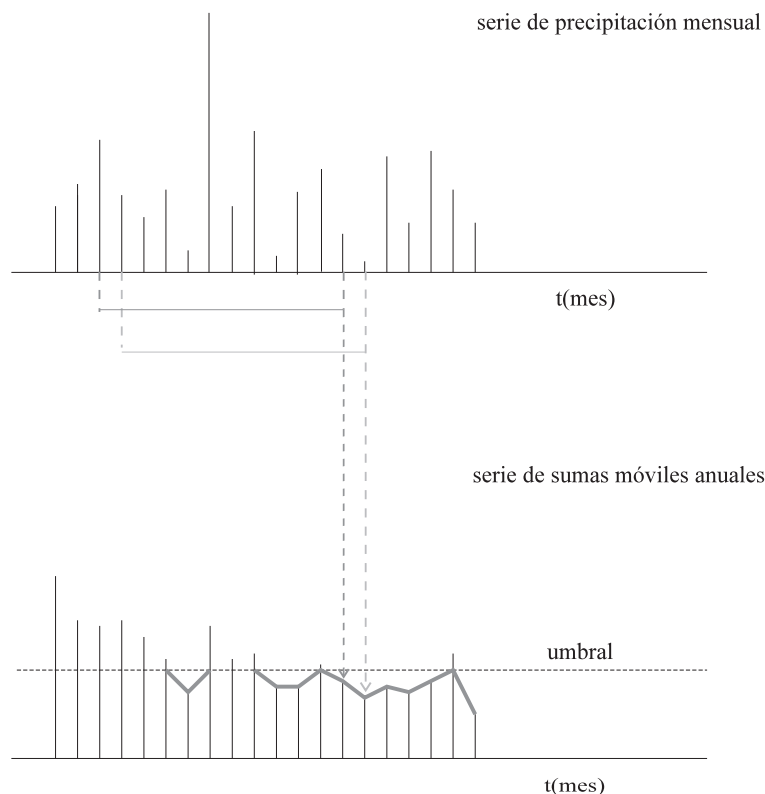 serie de precipitación mensual
t(mes)
serie de sumas móviles anuales
umbral
t(mes)